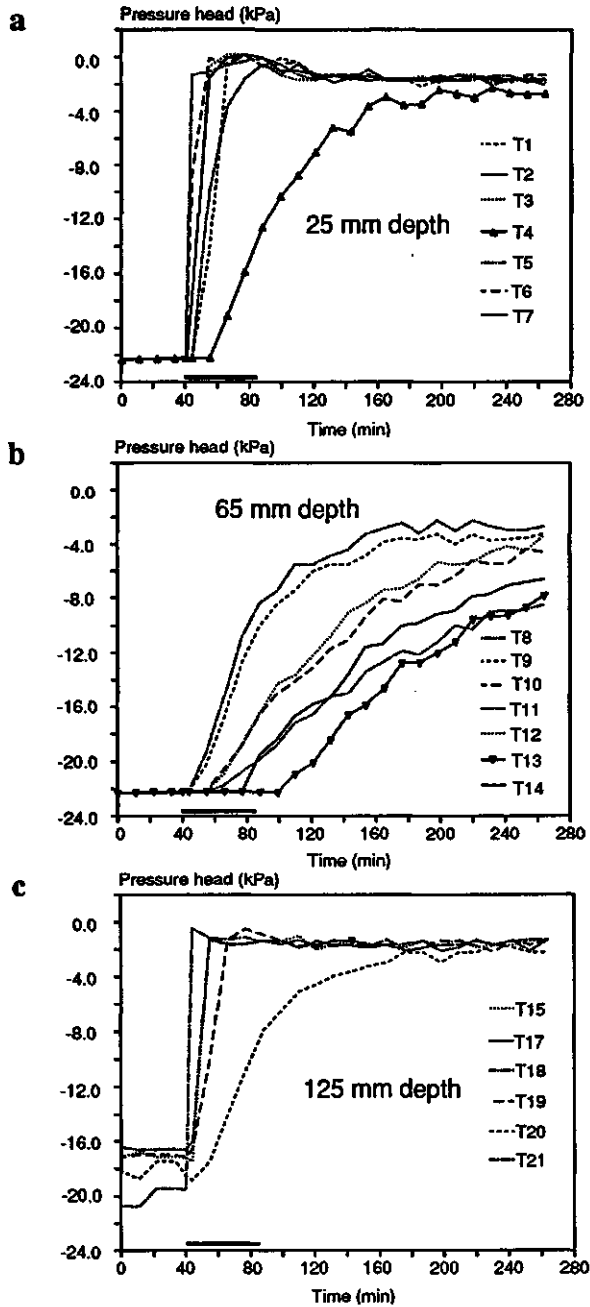 a
Pressure head (kPa)
0.0
-4.0
-8.0
-12.0
-16.0
-20.0
-24.0
T1
T2
T3
T4
T5
T6
T7
25 mm depth
0 40 80 120 160 200 240 280
Time (min)
b
Pressure head (kPa)
0.0
-4.0
-8.0
-12.0
-16.0
-20.0
-24.0
65 mm depth
T8
T9
T10
T11
T12
T13
T14
0 40 80 120 160 200 240 280
Time (min)
c
Pressure head (kPa)
0.0
-4.0
-8.0
-12.0
-16.0
-20.0
-24.0
T15
T17
T18
T19
T20
T21
125 mm depth
0 40 80 120 160 200 240 280
Time (min)